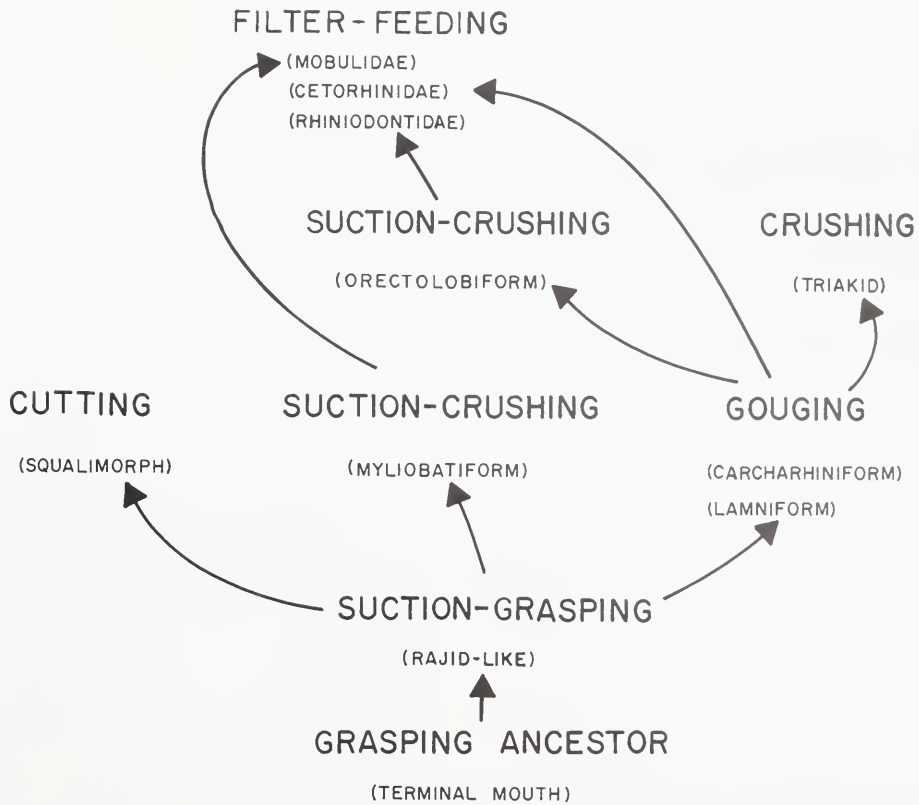 FILTER-FEEDING
(MOBULIDAE)
(CETORHINIDAE)
(RHINIODONTIDAE)
SUCTION-CRUSHING
(ORECTOLOBIFORM)
CRUSHING
(TRIAKID)
CUTTING
(SQUALIMORPH)
SUCTION-CRUSHING
(MYLIOBATIFORM)
GOUGING
(CARCHARHINIFORM)
(LAMNIFORM)
SUCTION-GRASPING
(RAJID-LIKE)
GRASPING ANCESTOR
(TERMINAL MOUTH)